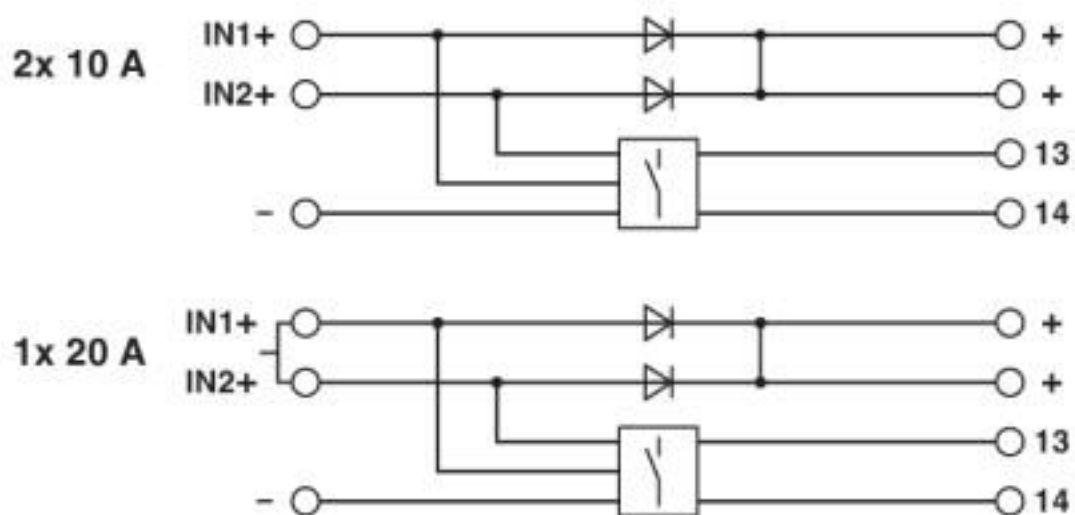 2x 10 A
IN1+
+
IN2+
+
13
-
14
1x 20 A
IN1+
+
IN2+
+
13
-
14